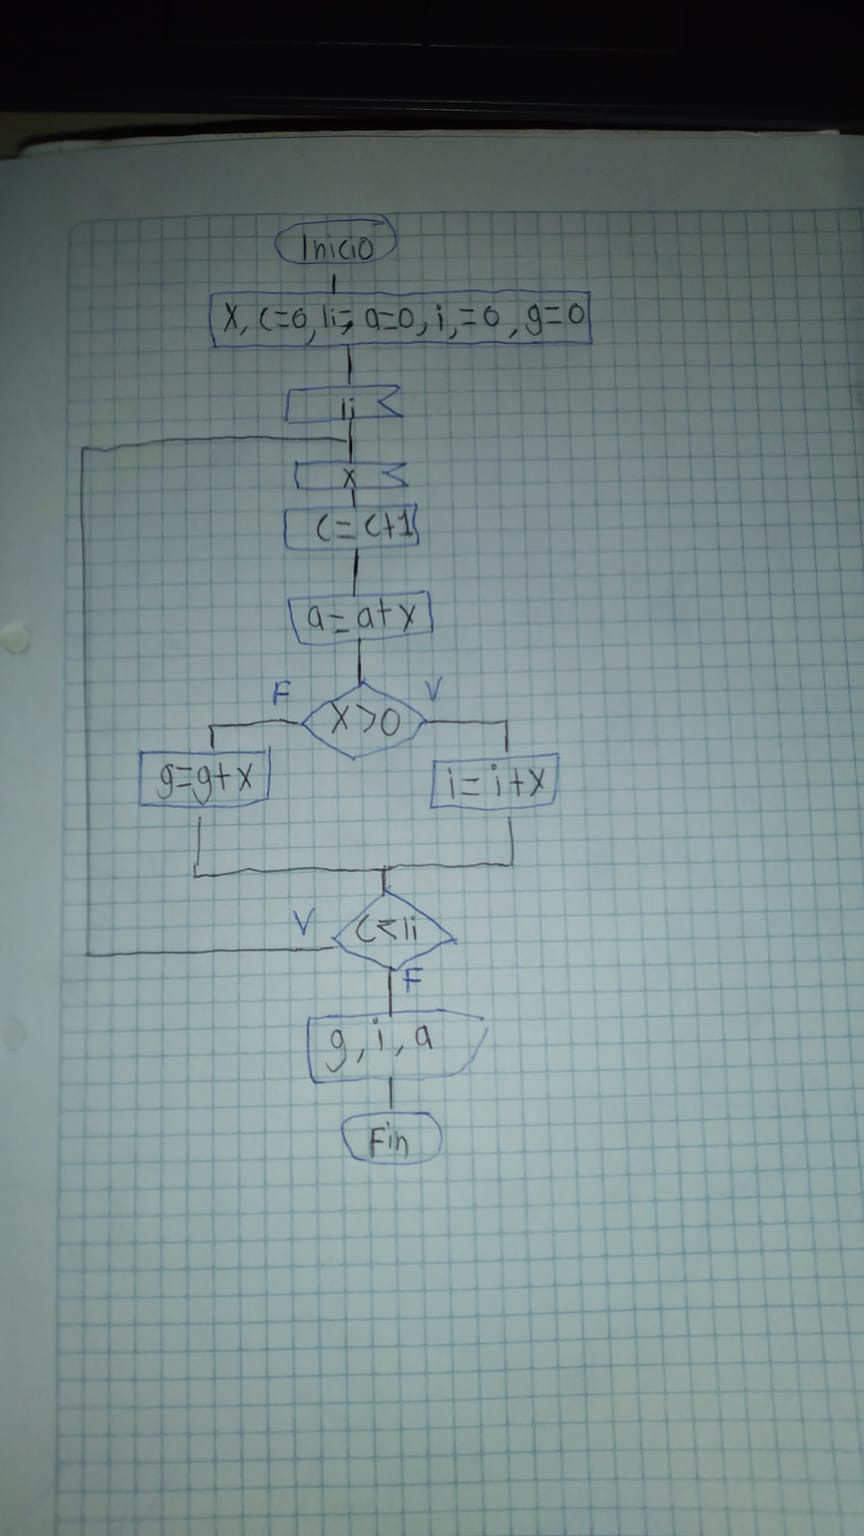 Inicio
x, c=0, li=, a=0, i,=0, g=0
li
x
c=c+1
a=a+x
F V
x>0
g=g+x i=i+x
V c<li
F
g, i, a
Fin